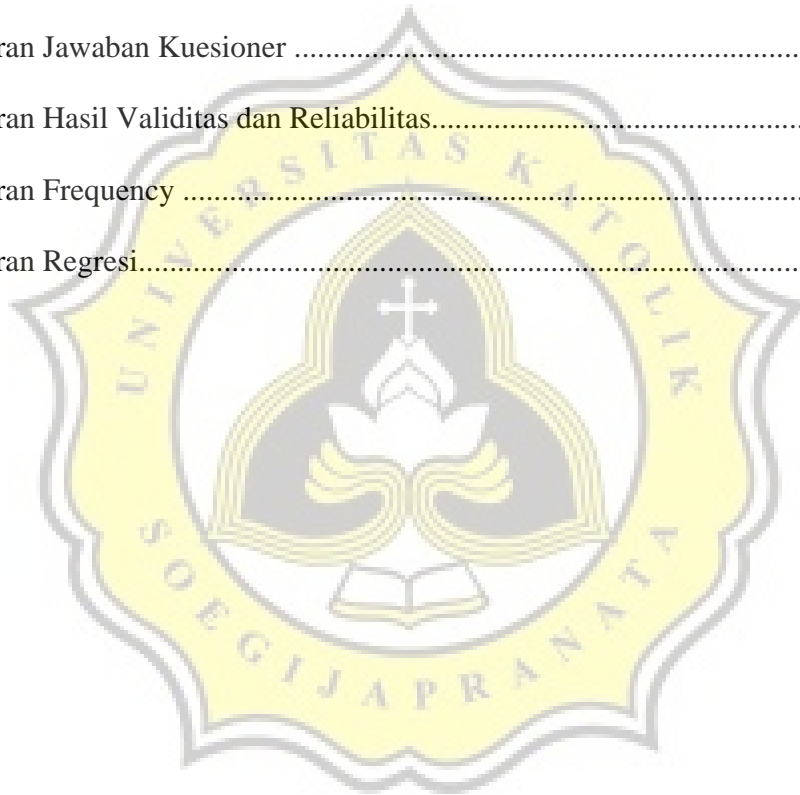 ran Jawaban Kuesioner ................................................................
ran Hasil Validitas dan Reliabilitas..............................................
ran Frequency ..............................................................................
ran Regresi....................................................................................
UNIVERSITAS KATOLIK
SOEGIJAPRANATA